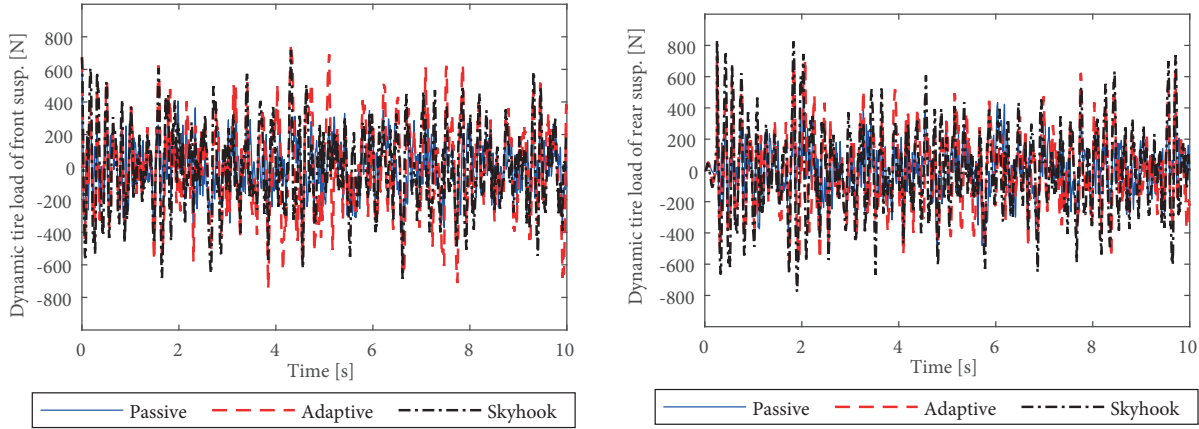 Dynamic tire load of front susp. [N]
800
600
400
200
0
-200
-400
-600
-800
0 2 4 6 8 10
Time [s]
Passive Adaptive Skyhook
Dynamic tire load of rear susp. [N]
800
600
400
200
0
-200
-400
-600
-800
0 2 4 6 8 10
Time [s]
Passive Adaptive Skyhook